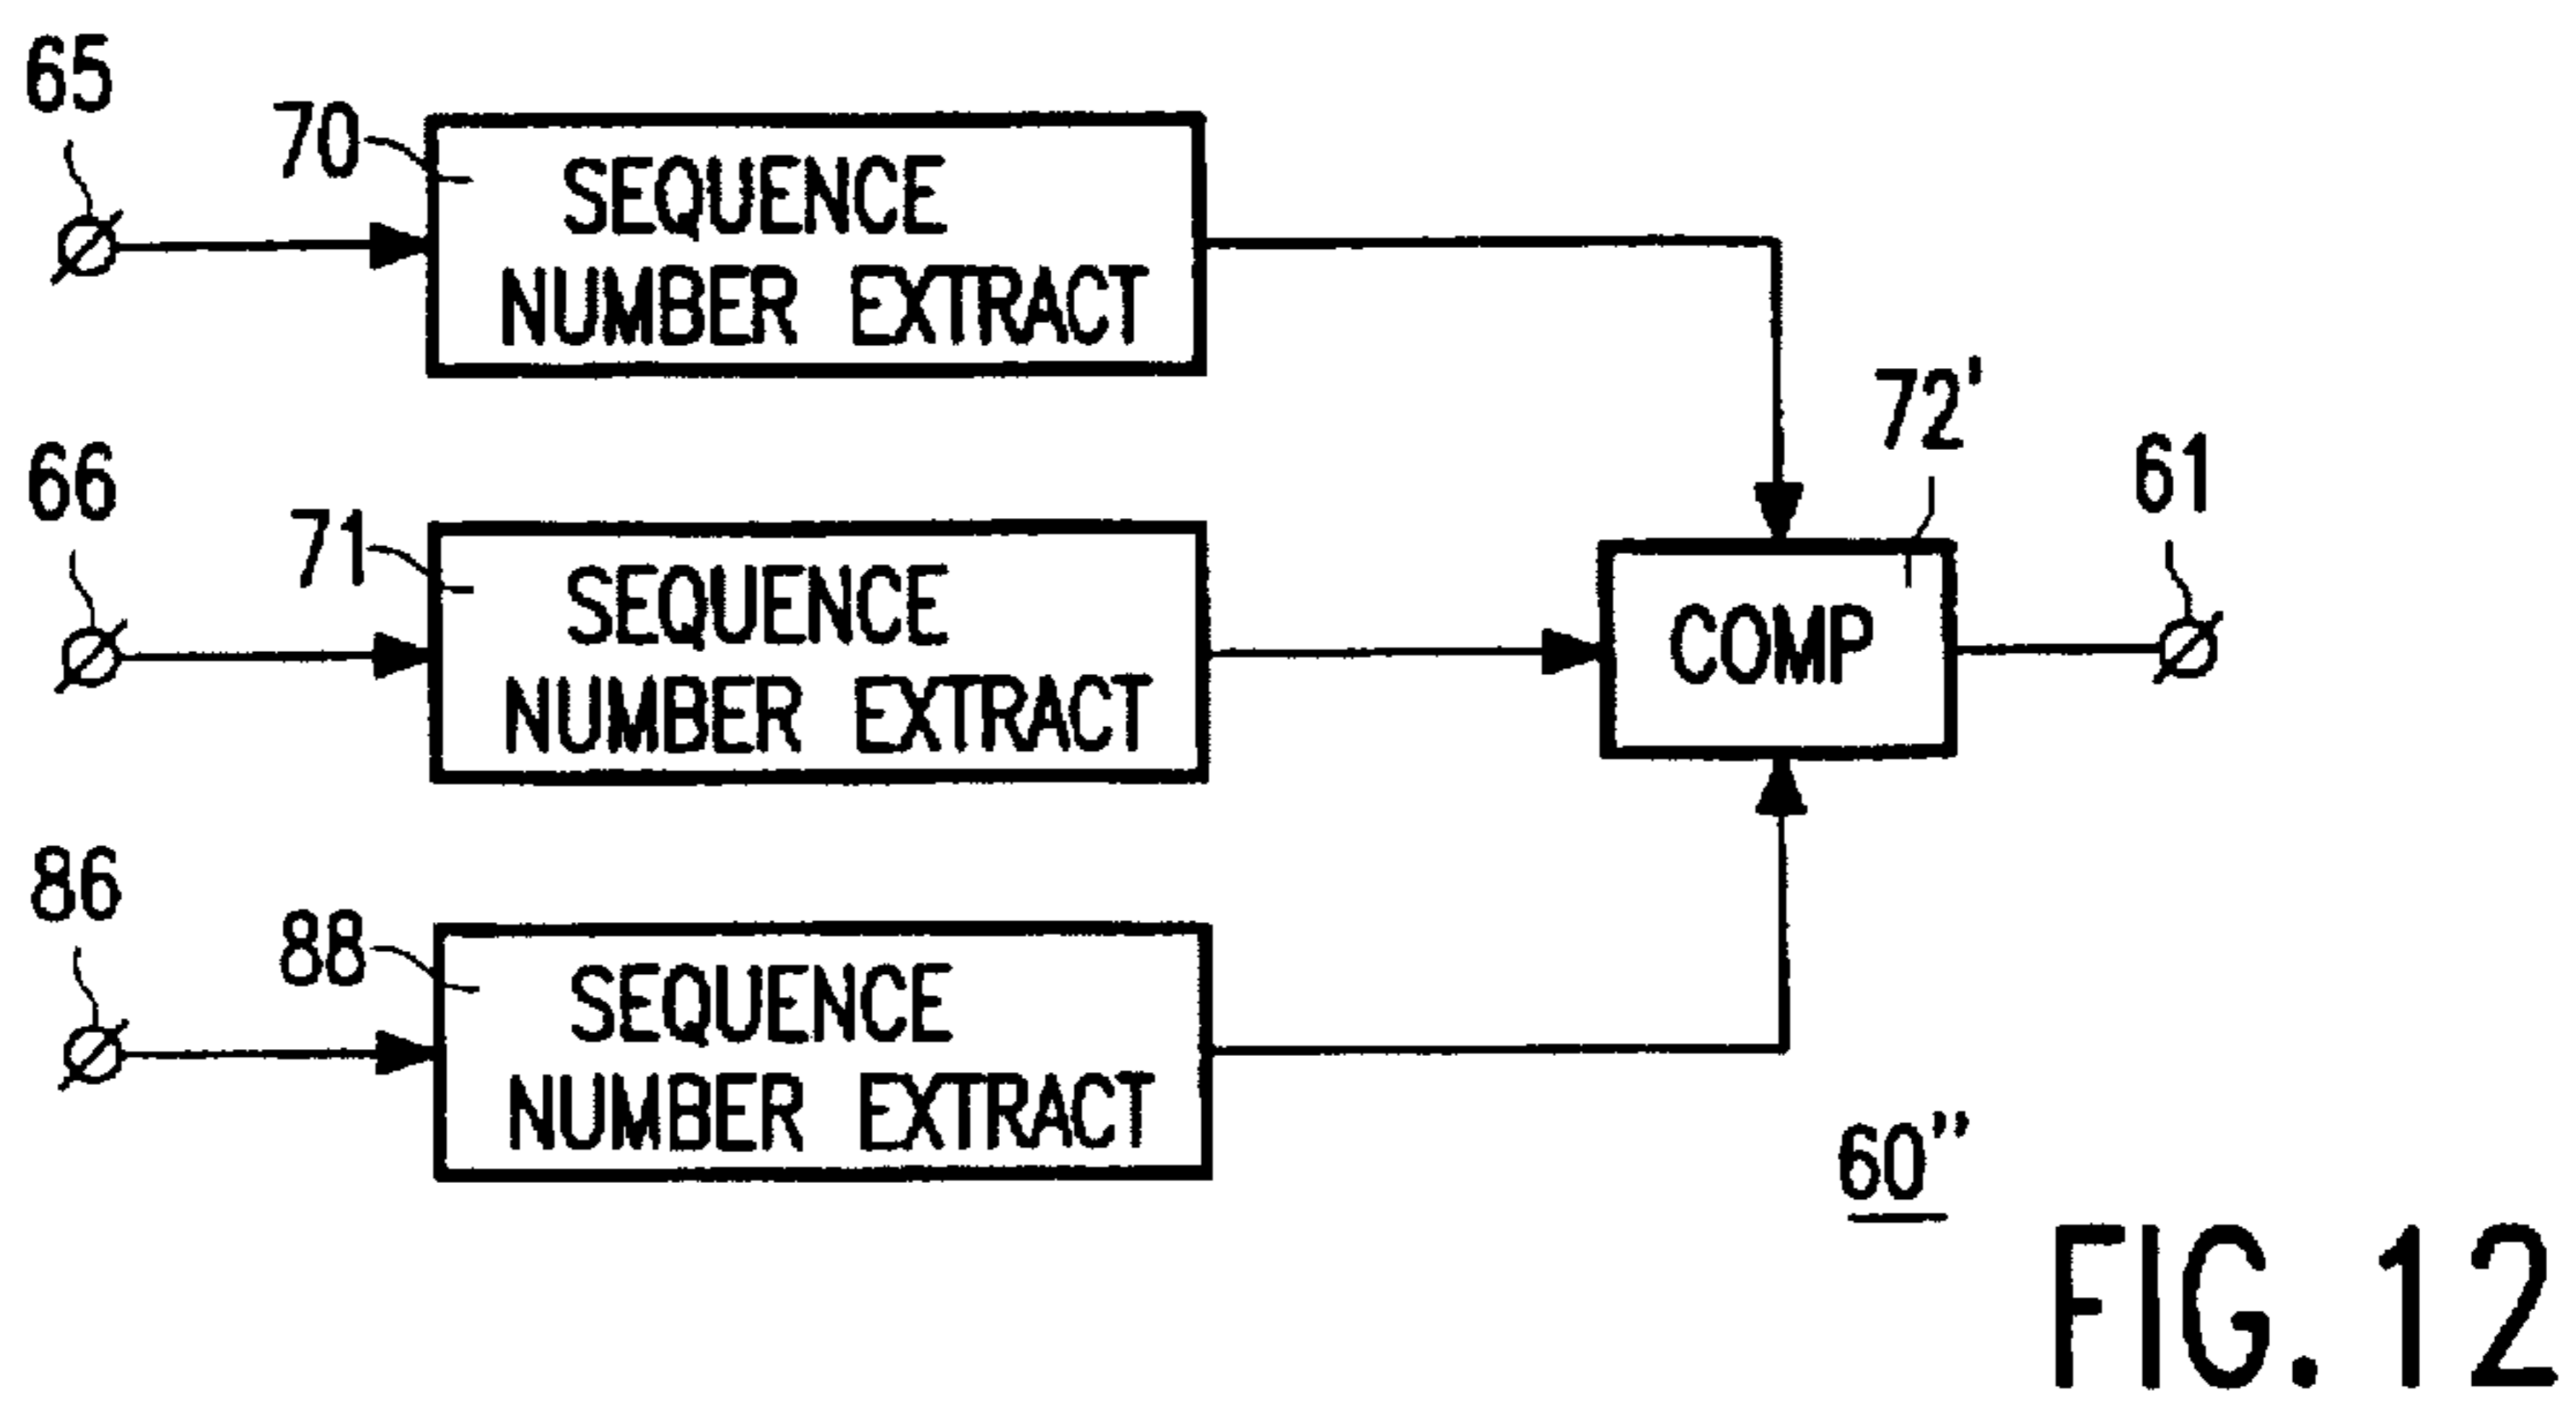 65
70
SEQUENCE
NUMBER EXTRACT
72'
61
66
71
SEQUENCE
NUMBER EXTRACT
COMP
86
88
SEQUENCE
NUMBER EXTRACT
60"
FIG. 12